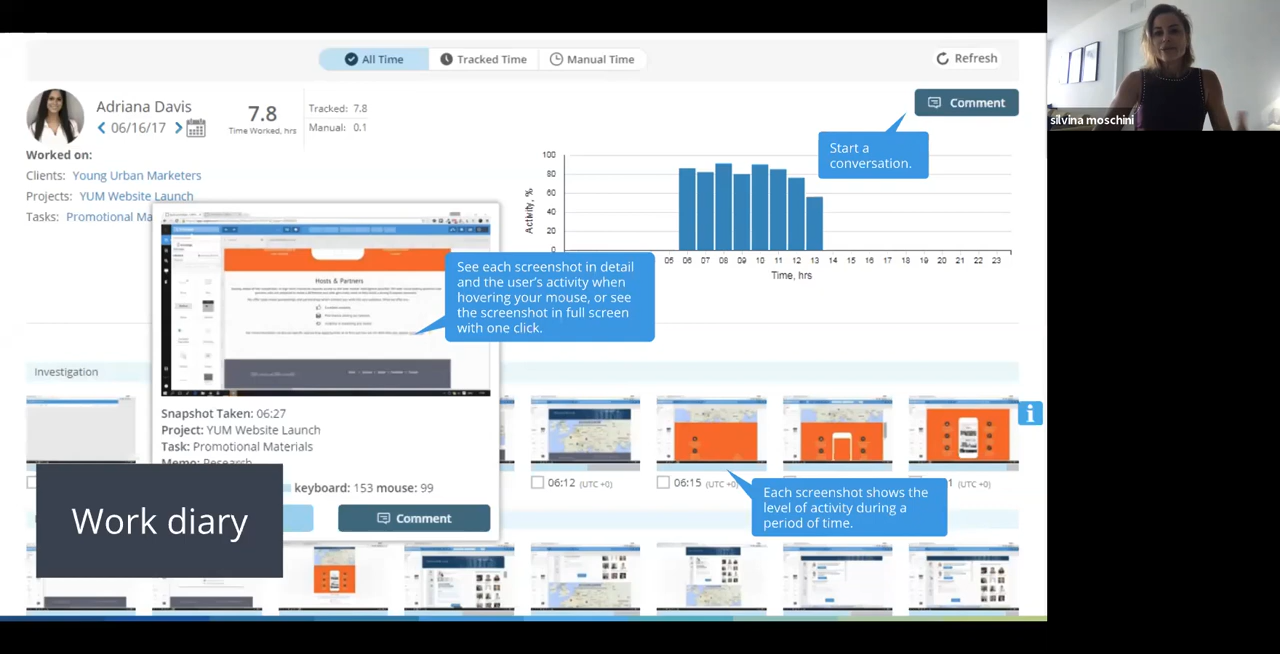 All Time
Tracked Time
Manual Time
Refresh
silvina moschini
Adriana Davis
06/16/17
7.8
Time Worked, hrs
Tracked: 7.8
Manual: 0.1
Comment
Start a
conversation.
Worked on:
Clients: Young Urban Marketers
Projects: YUM Website Launch
Tasks: Promotional Ma
Activity, %
100
80
60
40
20
0
05 06 07 08 09 10 11 12 13 14 15 16 17 18 19 20 21 22 23
Time, hrs
Hosts & Partners
See each screenshot in detail
and the user's activity when
hovering your mouse, or see
the screenshot in full screen
with one click.
Investigation
Snapshot Taken: 06:27
Project: YUM Website Launch
Task: Promotional Materials
Memo: Research
keyboard: 153 mouse: 99
Comment
06:12 (UTC +0)
06:15 (UTC +0)
1 (UTC +0)
Each screenshot shows the
level of activity during a
period of time.
Work diary